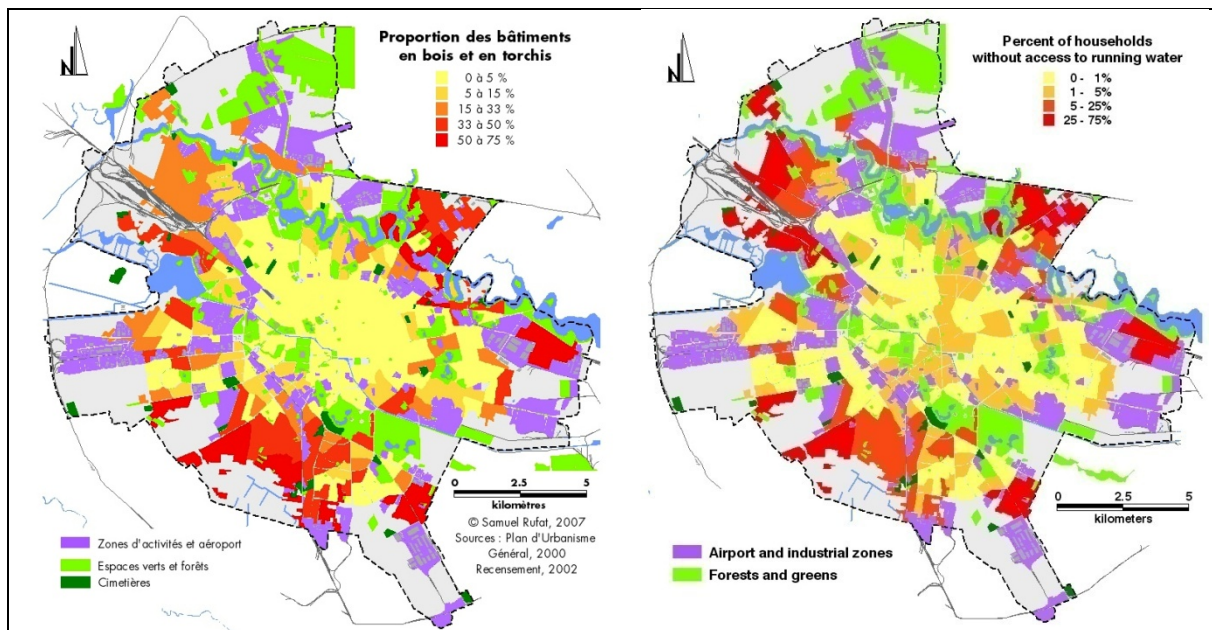 N
Proportion des bâtiments
en bois et en torchis
0 à 5 %
5 à 15 %
15 à 33 %
33 à 50 %
50 à 75 %
0 2.5 5
kilomètres
© Samuel Rufat, 2007
Sources : Plan d'Urbanisme
Général, 2000
Recensement, 2002
Zones d'activités et aéroport
Espaces verts et forêts
Cimetières
N
Percent of households
without access to running water
0 - 1%
1 - 5%
5 - 25%
25 - 75%
0 2.5 5
kilometers
Airport and industrial zones
Forests and greens